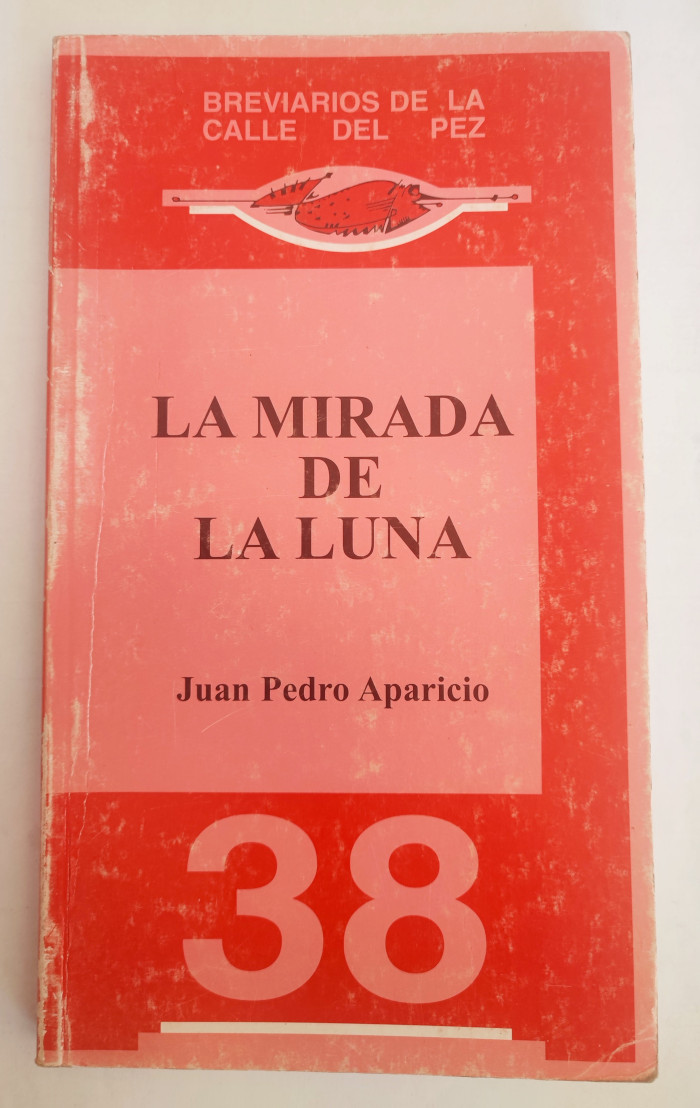 BREVIARIOS DE LA
CALLE DEL PEZ
LA MIRADA
DE
LA LUNA
Juan Pedro Aparicio
38